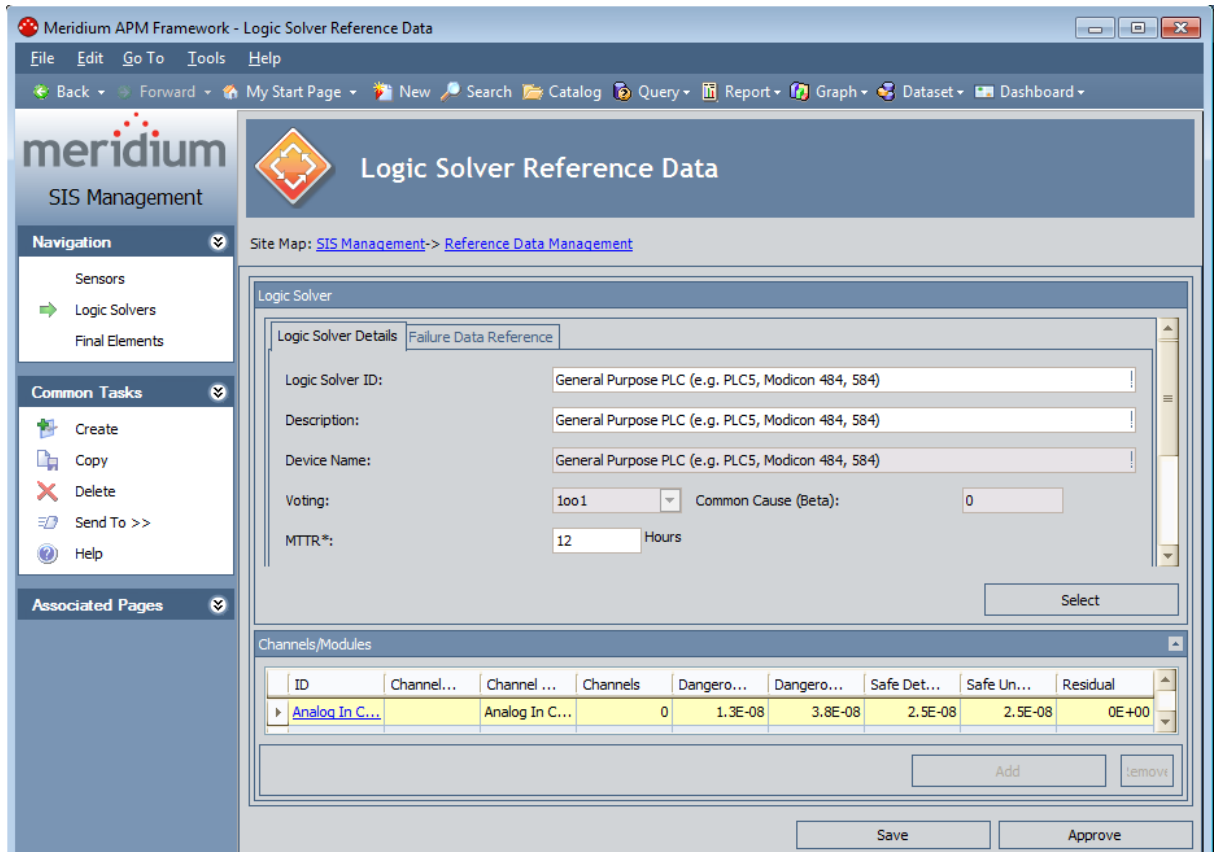 Meridium APM Framework - Logic Solver Reference Data
File Edit Go To Tools Help
Back Forward My Start Page New Search Catalog Query Report Graph Dataset Dashboard
meridium
SIS Management
Logic Solver Reference Data
Navigation
Site Map: SIS Management-> Reference Data Management
Sensors
Logic Solvers
Final Elements
Common Tasks
Create
Copy
Delete
Send To >>
Help
Associated Pages
Logic Solver
Logic Solver Details Failure Data Reference
Logic Solver ID: General Purpose PLC (e.g. PLC5, Modicon 484, 584)
Description: General Purpose PLC (e.g. PLC5, Modicon 484, 584)
Device Name: General Purpose PLC (e.g. PLC5, Modicon 484, 584)
Voting: 1oo1 Common Cause (Beta): 0
MTTR*: 12 Hours
Select
Channels/Modules
ID Channel... Channel ... Channels Dangero... Dangero... Safe Det... Safe Un... Residual
Analog In C... Analog In C... 0 1.3E-08 3.8E-08 2.5E-08 2.5E-08 0E+00
Add
Save Approve